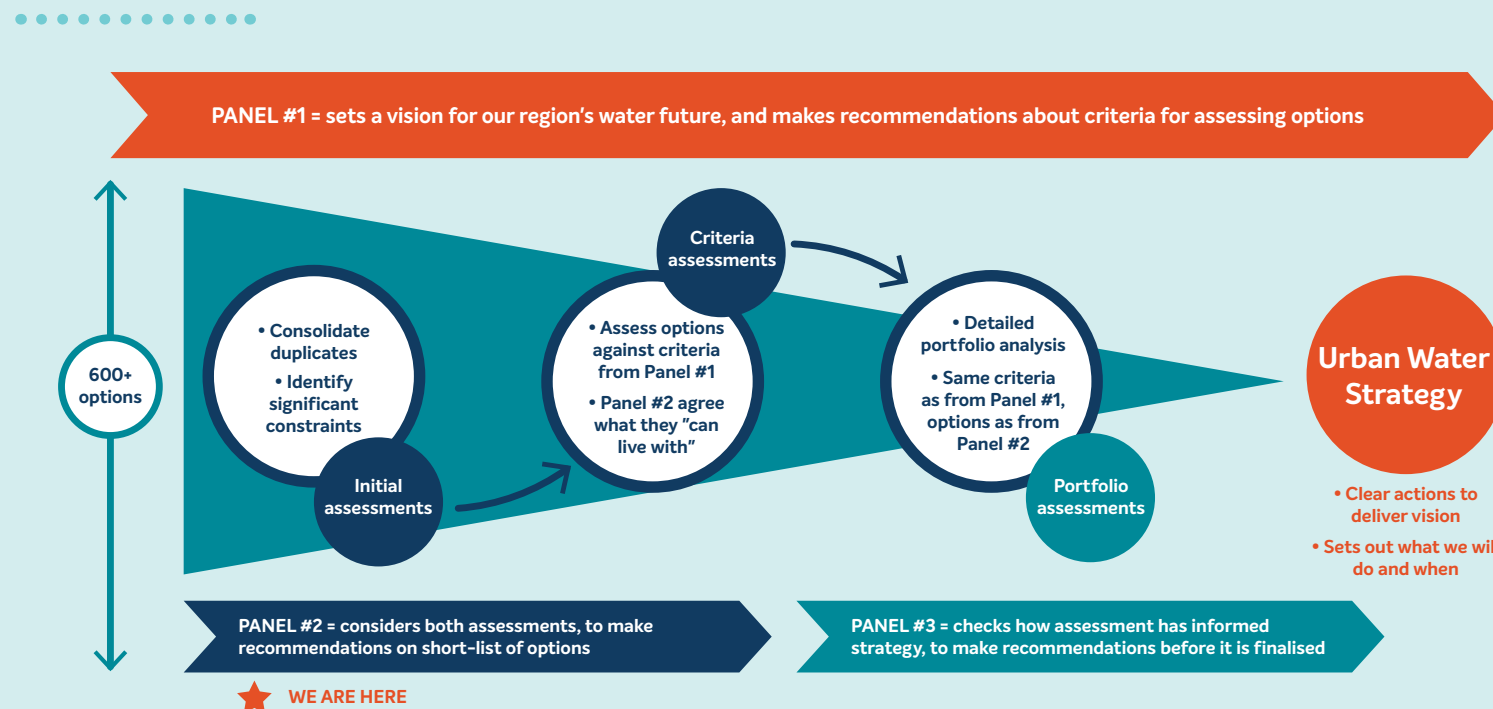 PANEL #1 = sets a vision for our region's water future, and makes recommendations about criteria for assessing options
600+
options
• Consolidate
duplicates
• Identify
significant
constraints
Initial
assessments
Criteria
assessments
• Assess options
against criteria
from Panel #1
• Panel #2 agree
what they "can
live with"
• Detailed
portfolio analysis
• Same criteria
as from Panel #1,
options as from
Panel #2
Portfolio
assessments
Urban Water
Strategy
• Clear actions to
deliver vision
• Sets out what we wil
do and when
PANEL #2 = considers both assessments, to make
recommendations on short-list of options
PANEL #3 = checks how assessment has informed
strategy, to make recommendations before it is finalised
WE ARE HERE